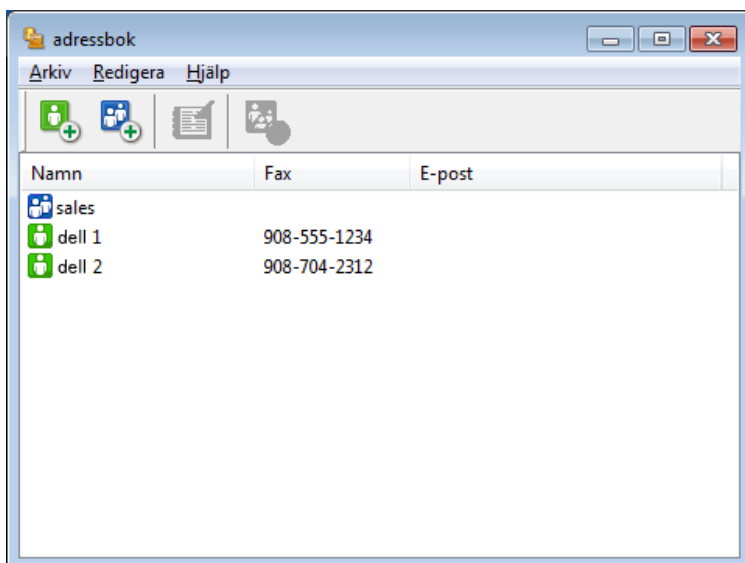 adressbok
Arkiv Redigera Hjälp
Namn Fax E-post
sales
dell 1 908-555-1234
dell 2 908-704-2312